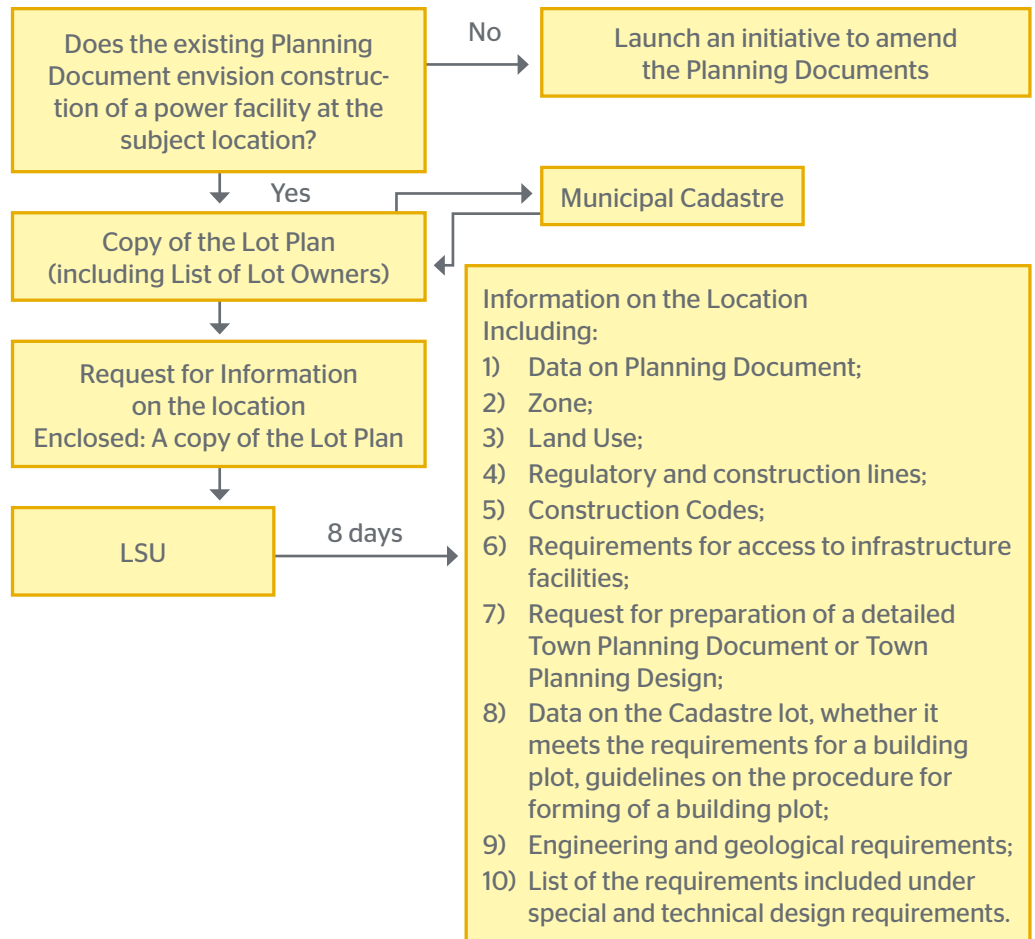 Does the existing Planning
Document envision construc-
tion of a power facility at the
subject location?
No
Launch an initiative to amend
the Planning Documents
Yes
Municipal Cadastre
Copy of the Lot Plan
(including List of Lot Owners)
Request for Information
on the location
Enclosed: A copy of the Lot Plan
LSU
8 days
Information on the Location
Including:
1) Data on Planning Document;
2) Zone;
3) Land Use;
4) Regulatory and construction lines;
5) Construction Codes;
6) Requirements for access to infrastructure
facilities;
7) Request for preparation of a detailed
Town Planning Document or Town
Planning Design;
8) Data on the Cadastre lot, whether it
meets the requirements for a building
plot, guidelines on the procedure for
forming of a building plot;
9) Engineering and geological requirements;
10) List of the requirements included under
special and technical design requirements.